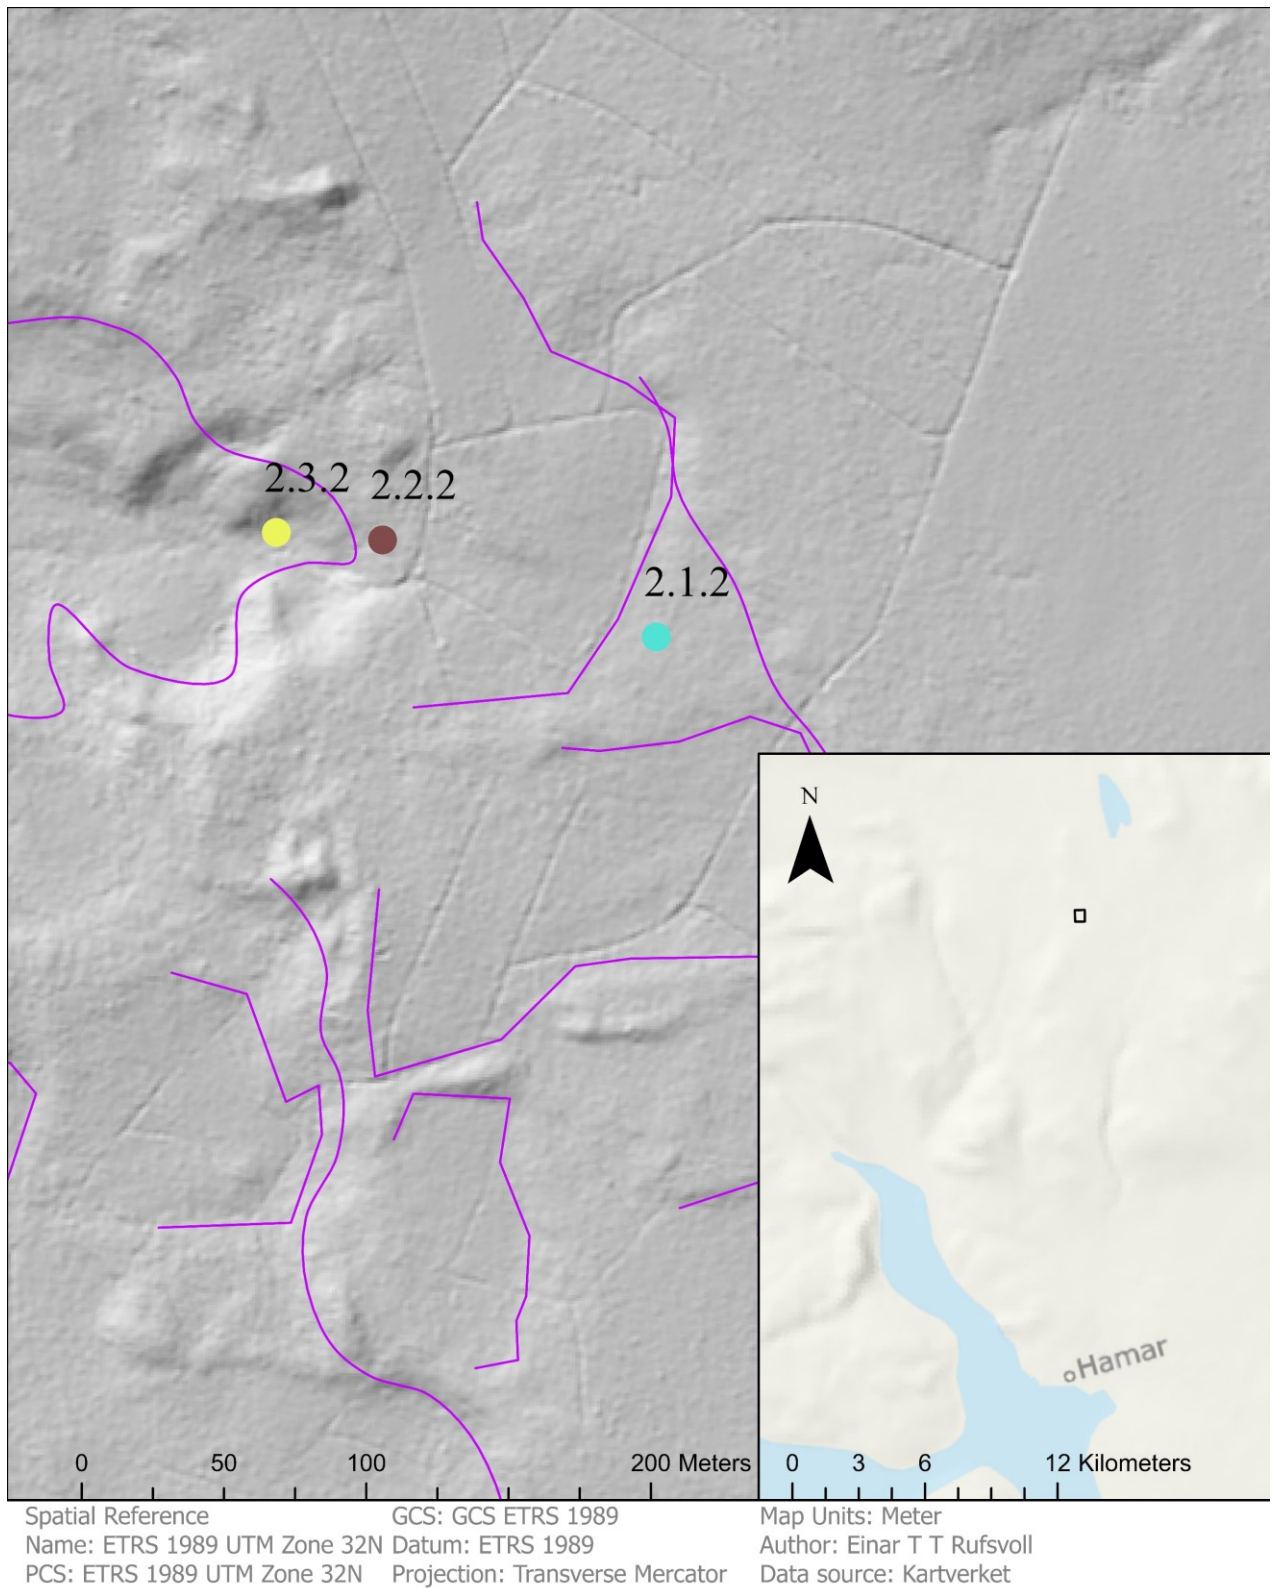 2.3.2 2.2.2
2.1.2
N
Hamar
0 50 100 200 Meters
0 3 6 12 Kilometers
Spatial Reference
Name: ETRS 1989 UTM Zone 32N
PCS: ETRS 1989 UTM Zone 32N
GCS: GCS ETRS 1989
Datum: ETRS 1989
Projection: Transverse Mercator
Map Units: Meter
Author: Einar T T Rufsvoll
Data source: Kartverket